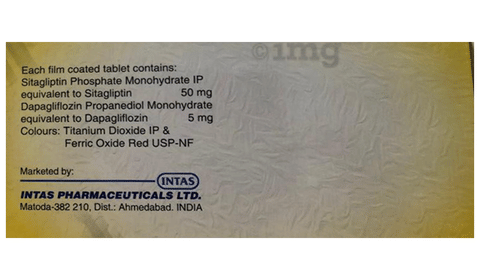 ©img
Each film coated tablet contains:
Sitagliptin Phosphate Monohydrate IP
equivalent to Sitagliptin 50 mg
Dapagliflozin Propanediol Monohydrate
equivalent to Dapagliflozin 5 mg
Colours: Titanium Dioxide IP &
Ferric Oxide Red USP-NF
Marketed by:
INTAS
INTAS PHARMACEUTICALS LTD.
Matoda-382 210, Dist.: Ahmedabad. INDIA